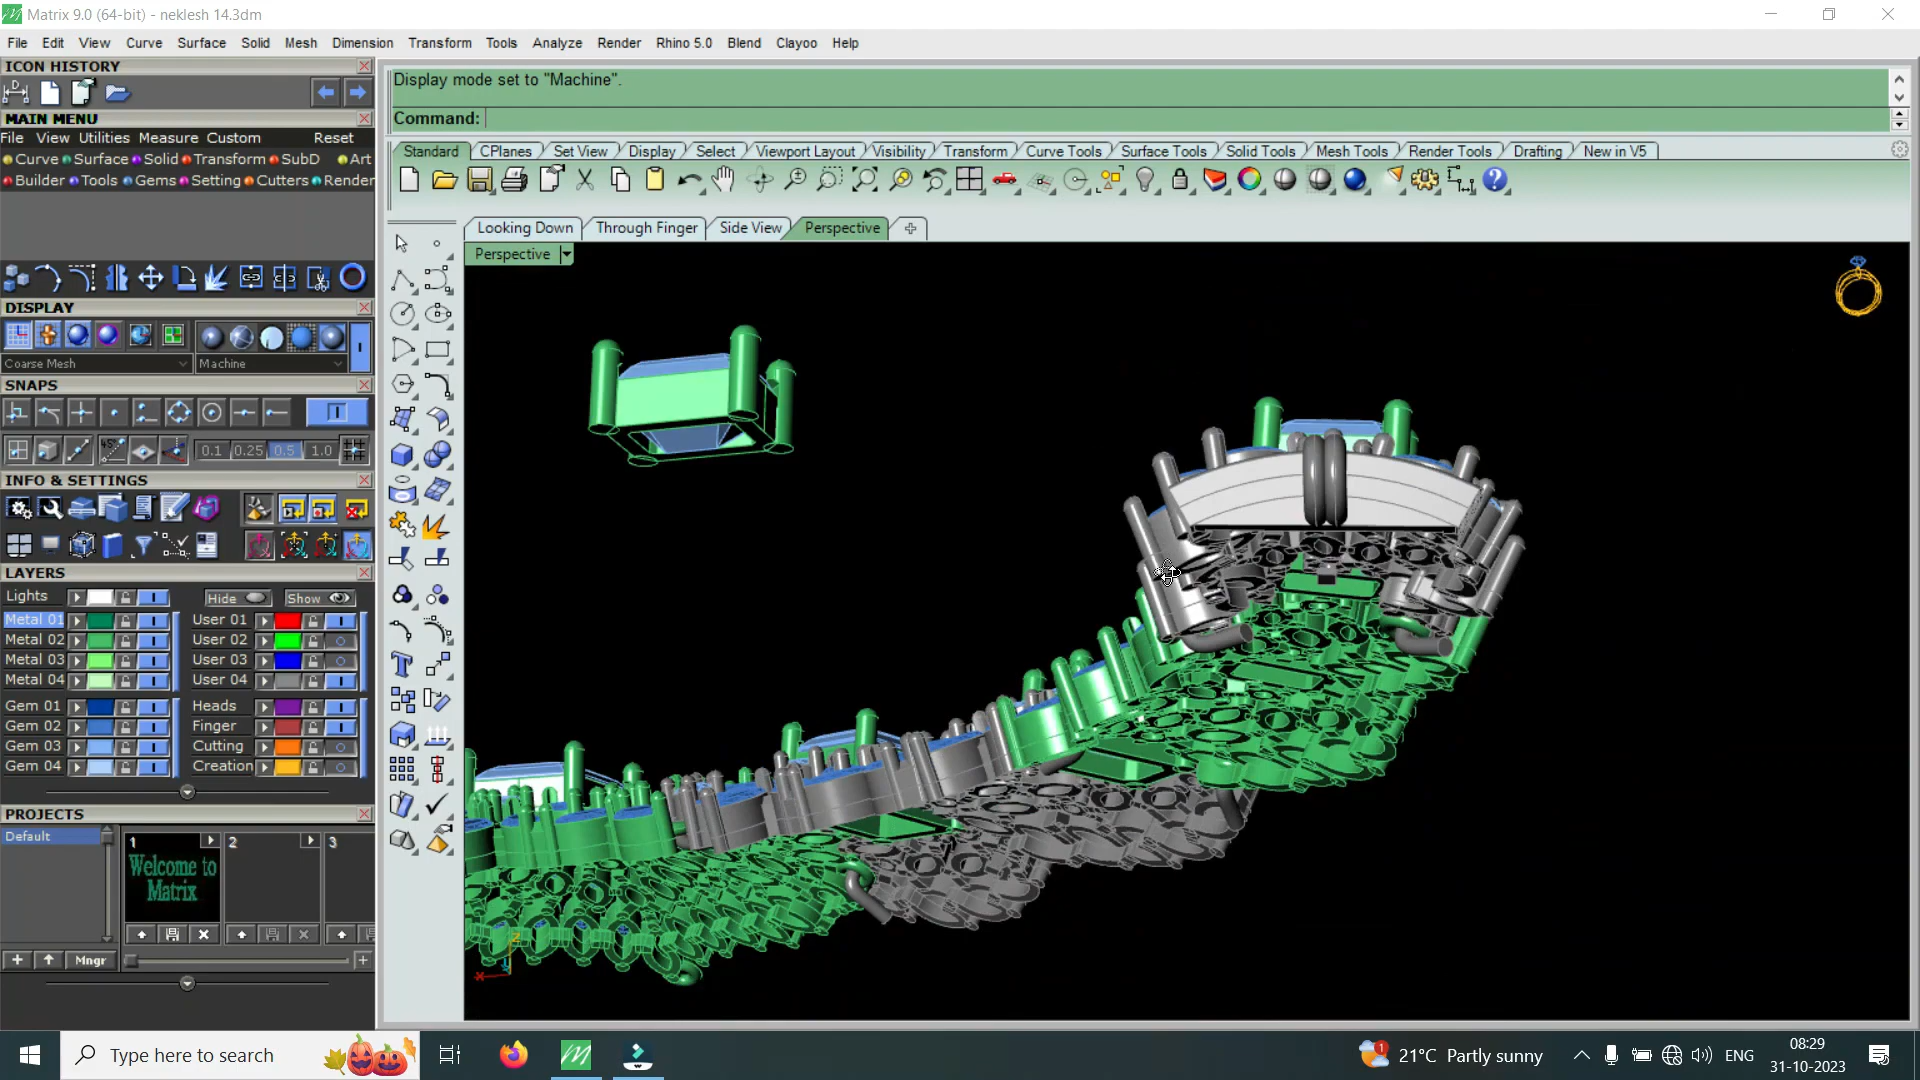 Matrix 9.0 (64-bit) - neklesh 14.3dm
File Edit View Curve Surface Solid Mesh Dimension Transform Tools Analyze Render Rhino 5.0 Blend Clayoo Help
ICON HISTORY
Display mode set to "Machine".
Command:
MAIN MENU
File View Utilities Measure Custom Reset
Curve Surface Solid Transform SubD Art
Builder Tools Gems Setting Cutters Render
Standard CPlanes Set View Display Select Viewport Layout Visibility Transform Curve Tools Surface Tools Solid Tools Mesh Tools Render Tools Drafting New in V5
Looking Down Through Finger Side View Perspective
Perspective
DISPLAY
Coarse Mesh Machine
SNAPS
0.1 0.25 0.5 1.0
INFO & SETTINGS
LAYERS
Lights Hide Show
Metal 01 User 01
Metal 02 User 02
Metal 03 User 03
Metal 04 User 04
Gem 01 Heads
Gem 02 Finger
Gem 03 Cutting
Gem 04 Creation
PROJECTS
Default
1 2 3
Welcome to
Matrix
Mngr
Type here to search
1
21°C Partly sunny
ENG
08:29
31-10-2023